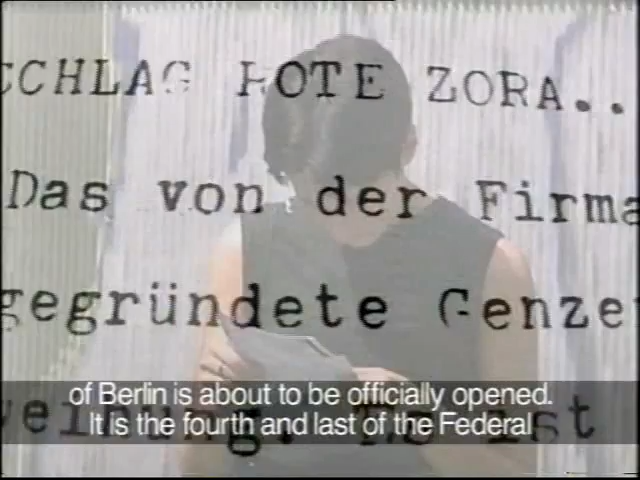 SCHLAG ROTE ZORA..
Das von der Firma
gegründete Genze
of Berlin is about to be officially opened.
It is the fourth and last of the Federal